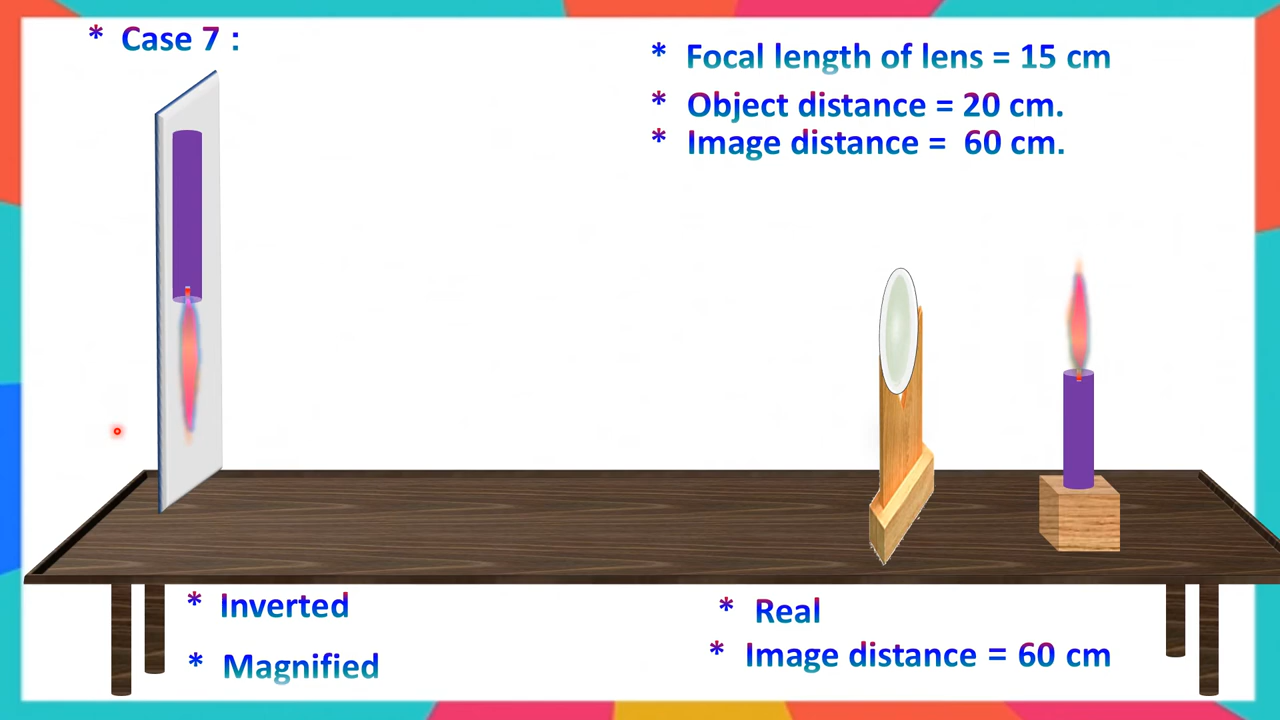 * Case 7 :
* Focal length of lens = 15 cm
* Object distance = 20 cm.
* Image distance = 60 cm.
* Inverted
* Real
* Magnified
* Image distance = 60 cm